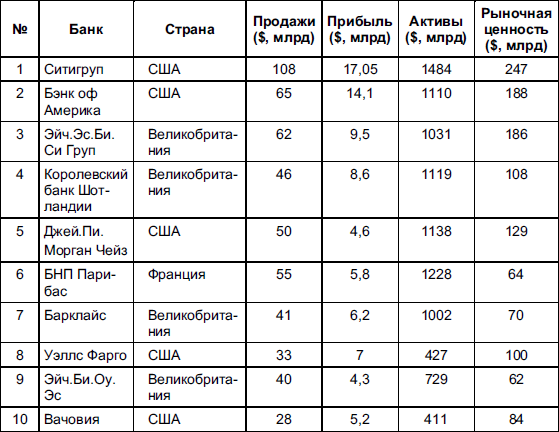 № Банк Страна Продажи ($, млрд) Прибыль ($, млрд) Активы ($, млрд) Рыночная ценность ($, млрд)
1 Ситигруп США 108 17,05 1484 247
2 Бэнк оф Америка США 65 14,1 1110 188
3 Эйч.Эс.Би. Си Груп Великобрита- ния 62 9,5 1031 186
4 Королевский банк Шот- ландии Великобрита- ния 46 8,6 1119 108
5 Джей.Пи. Морган Чейз США 50 4,6 1138 129
6 БНП Пари- бас Франция 55 5,8 1228 64
7 Барклайс Великобрита- ния 41 6,2 1002 70
8 Уэллс Фарго США 33 7 427 100
9 Эйч.Би.Оу. Эс Великобрита- ния 40 4,3 729 62
10 Вачовия США 28 5,2 411 84